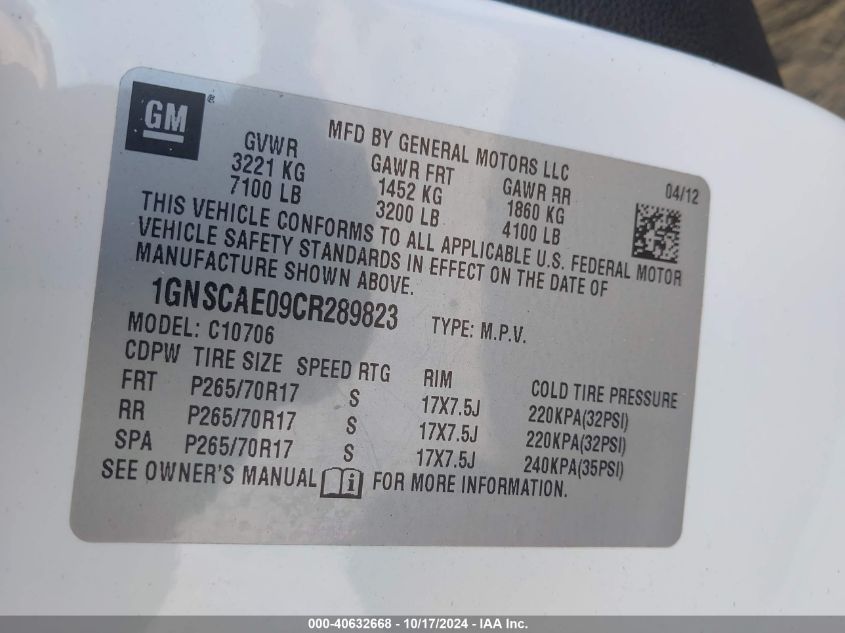 GM®
MFD BY GENERAL MOTORS LLC
04/12
GVWR GAWR FRT GAWR RR
3221 KG 1452 KG 1860 KG
7100 LB 3200 LB 4100 LB
THIS VEHICLE CONFORMS TO ALL APPLICABLE U.S. FEDERAL MOTOR
VEHICLE SAFETY STANDARDS IN EFFECT ON THE DATE OF
MANUFACTURE SHOWN ABOVE.
1GNSCAE09CR289823 TYPE: M.P.V.
MODEL: C10706
CDPW TIRE SIZE SPEED RTG RIM COLD TIRE PRESSURE
FRT P265/70R17 S 17X7.5J 220KPA(32PSI)
RR P265/70R17 S 17X7.5J 220KPA(32PSI)
SPA P265/70R17 S 17X7.5J 240KPA(35PSI)
SEE OWNER'S MANUAL i FOR MORE INFORMATION.
000-40632668 - 10/17/2024 - IAA Inc.